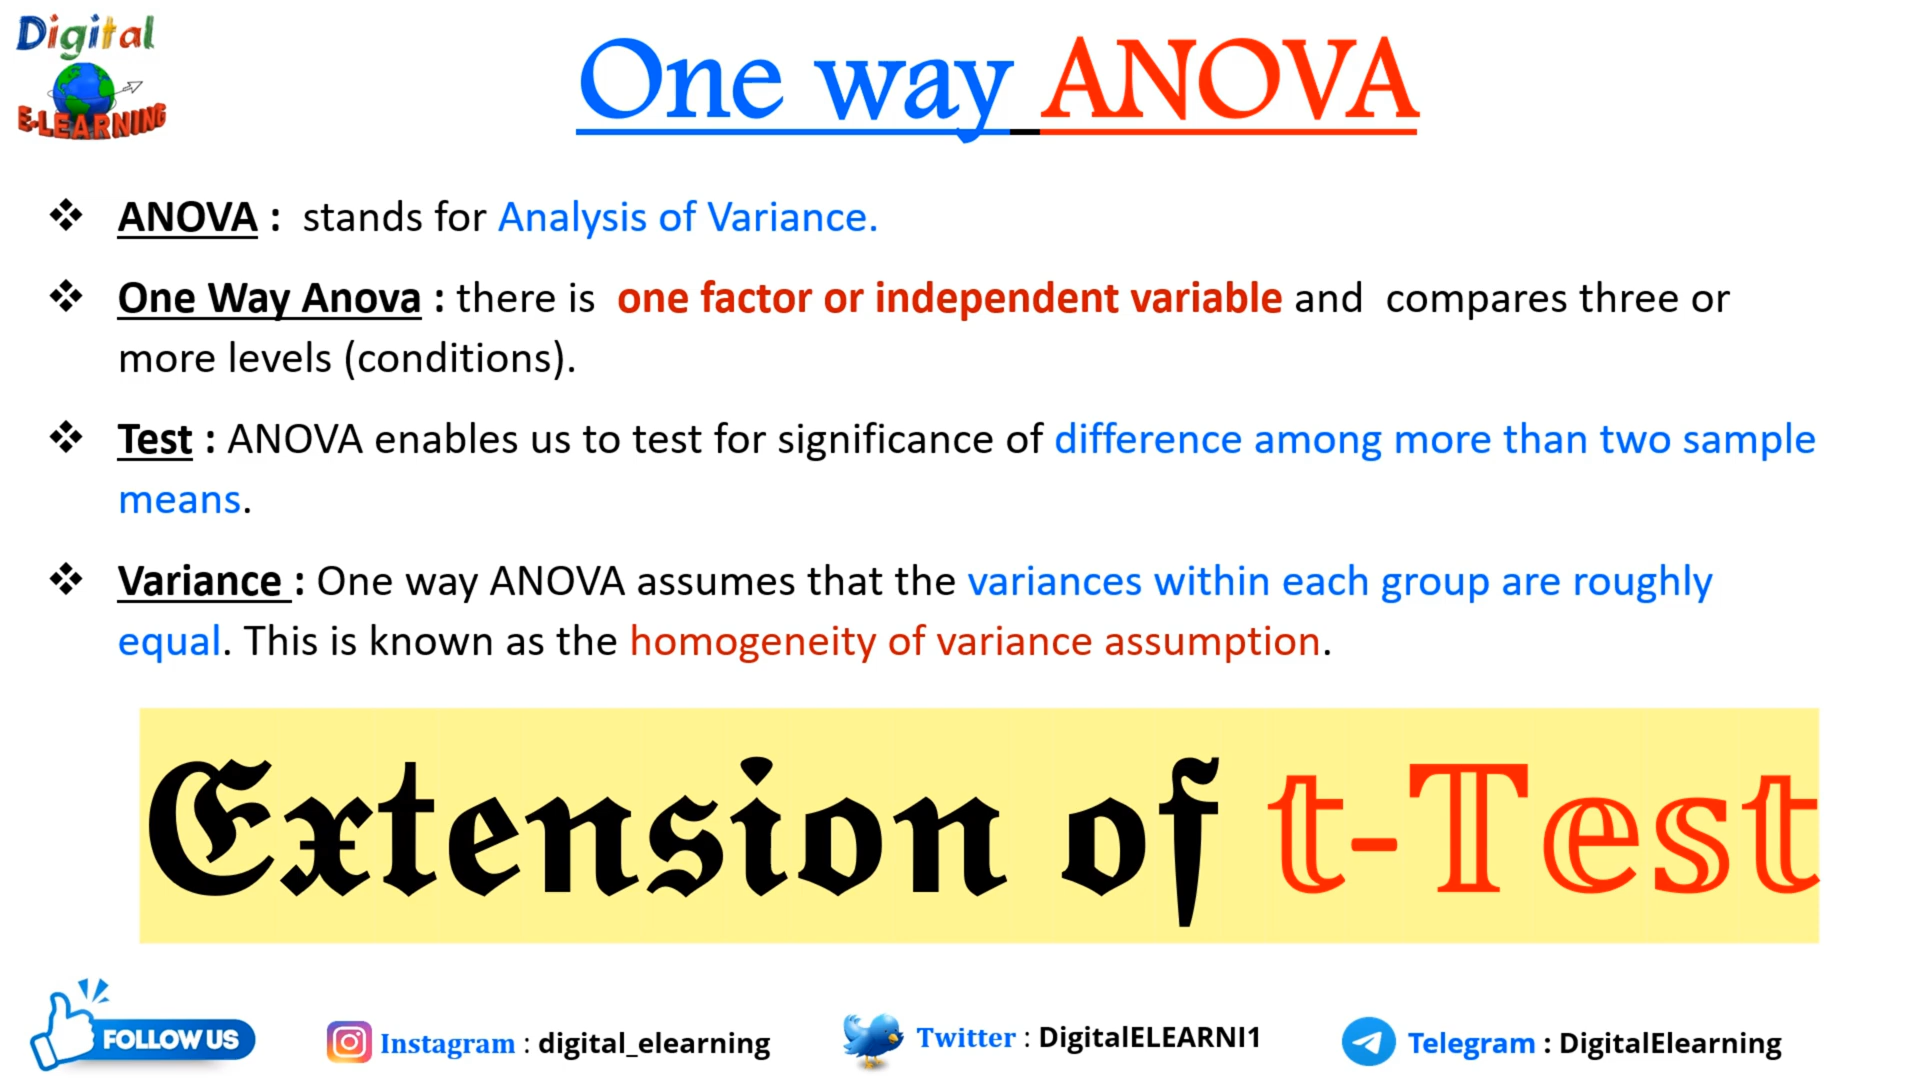 Digital
E-LEARNING
One way ANOVA
❖ ANOVA : stands for Analysis of Variance.
❖ One Way Anova : there is one factor or independent variable and compares three or
more levels (conditions).
❖ Test : ANOVA enables us to test for significance of difference among more than two sample
means.
❖ Variance : One way ANOVA assumes that the variances within each group are roughly
equal. This is known as the homogeneity of variance assumption.
Extension of t-Test
FOLLOW US
Instagram : digital_elearning
Twitter : DigitalELEARNI1
Telegram : DigitalElearning